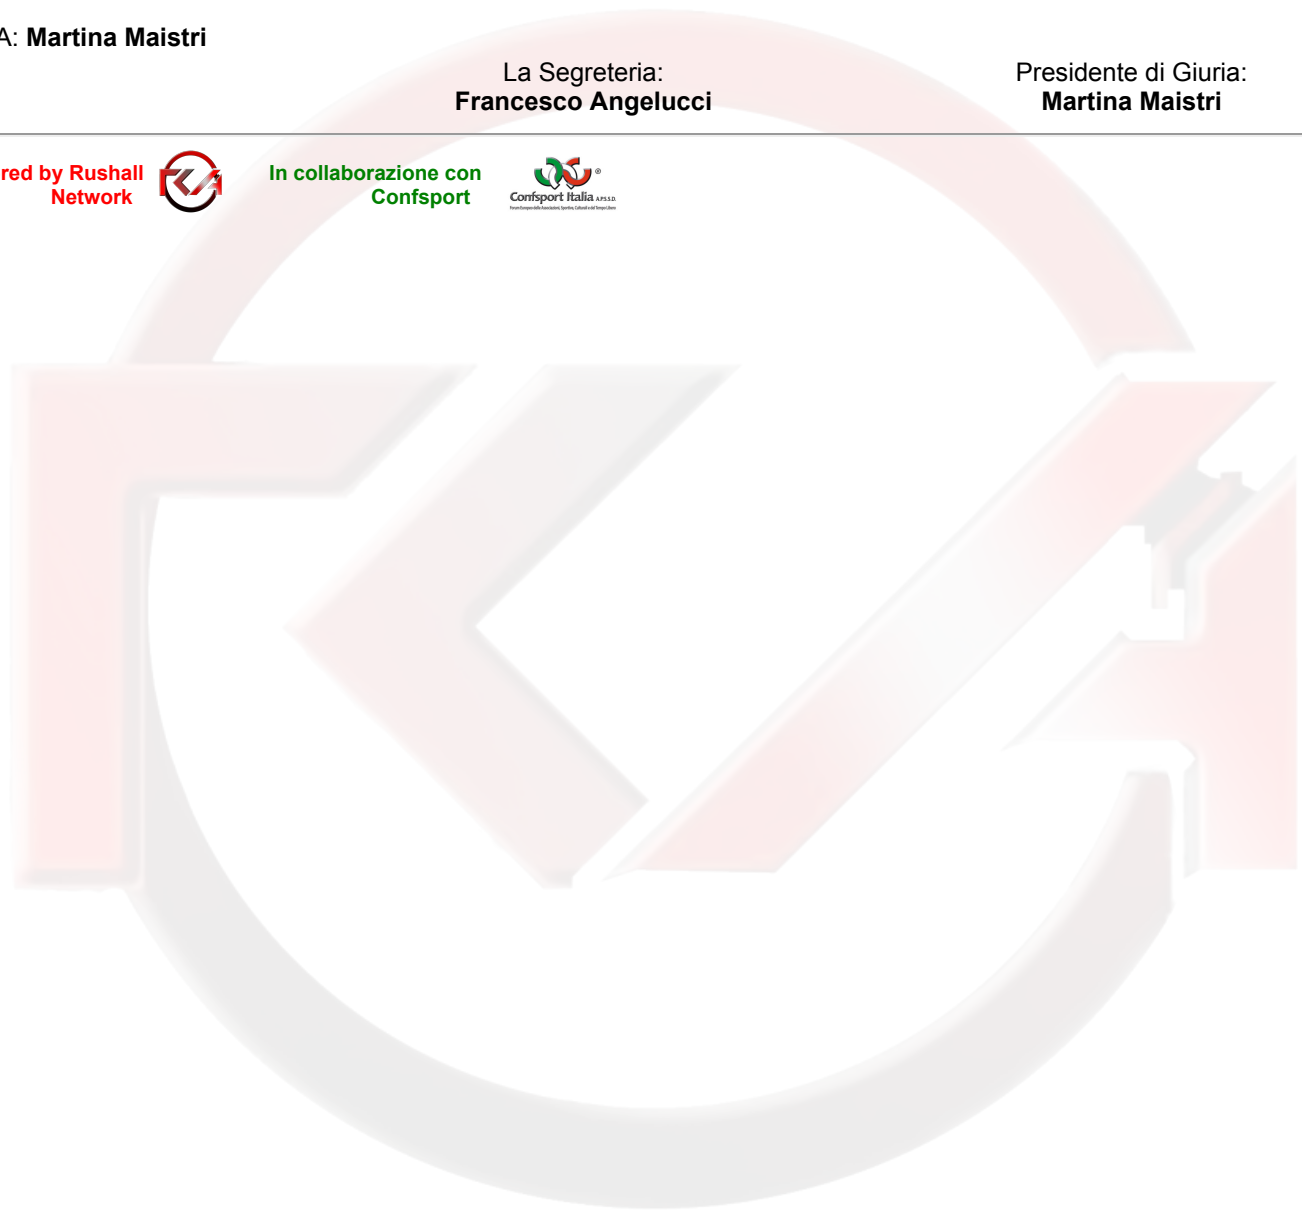 A: Martina Maistri
La Segreteria:
Francesco Angelucci
Presidente di Giuria:
Martina Maistri
red by Rushall
Network
In collaborazione con
Confsport
Confsport Italia A.P.S.S.D.